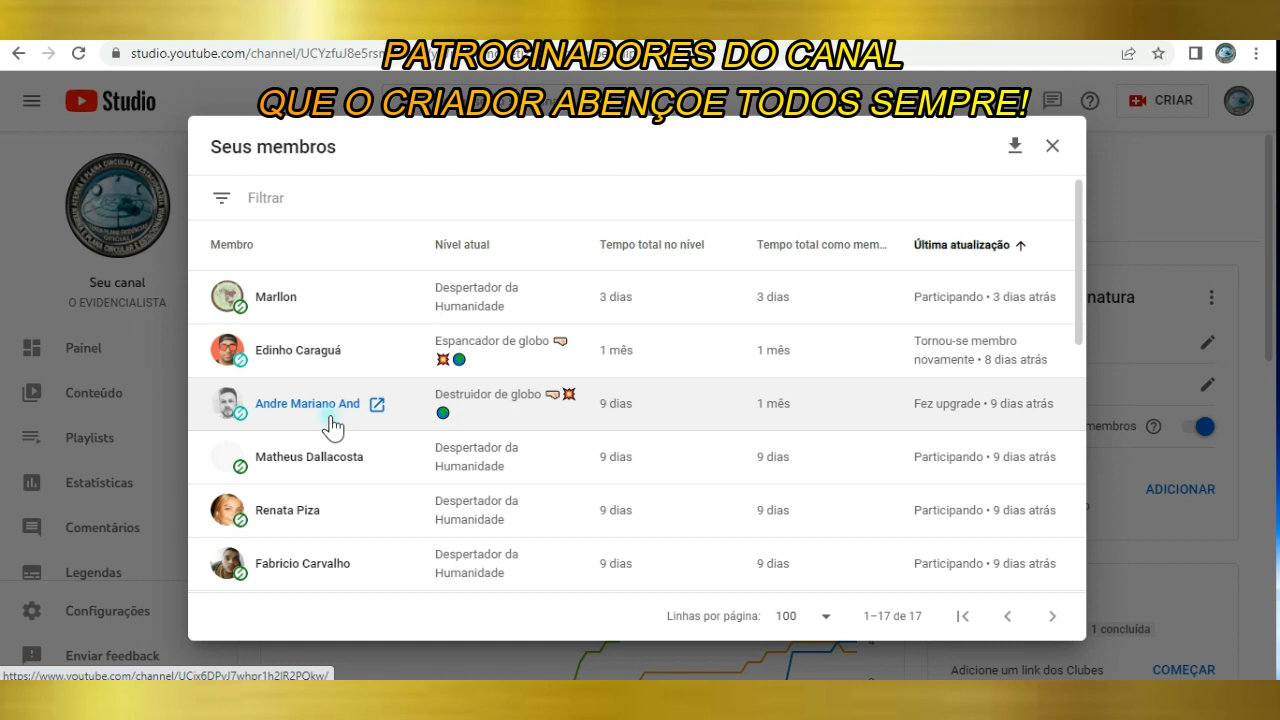 PATROCINADORES DO CANAL
QUE O CRIADOR ABENÇOE TODOS SEMPRE!
studio.youtube.com/channel/UCYzfuJ8e5rsm
Studio
CRIAR
Seu canal
O EVIDENCIALISTA
Painel
Conteúdo
Playlists
Estatísticas
Comentários
Legendas
Configurações
Enviar feedback
Seus membros
Filtrar
Membro Nível atual Tempo total no nível Tempo total como mem... Última atualização
Marllon Despertador da Humanidade 3 dias 3 dias Participando • 3 dias atrás
Edinho Caraguá Espancador de globo 🤜💥🌎 1 mês 1 mês Tornou-se membro novamente • 8 dias atrás
Andre Mariano And Destruidor de globo 🤜💥🌎 9 dias 1 mês Fez upgrade • 9 dias atrás
Matheus Dallacosta Despertador da Humanidade 9 dias 9 dias Participando • 9 dias atrás
Renata Piza Despertador da Humanidade 9 dias 9 dias Participando • 9 dias atrás
Fabricio Carvalho Despertador da Humanidade 9 dias 9 dias Participando • 9 dias atrás
Linhas por página: 100 1–17 de 17
natura
membros
ADICIONAR
1 concluída
Adicione um link dos Clubes
COMEÇAR